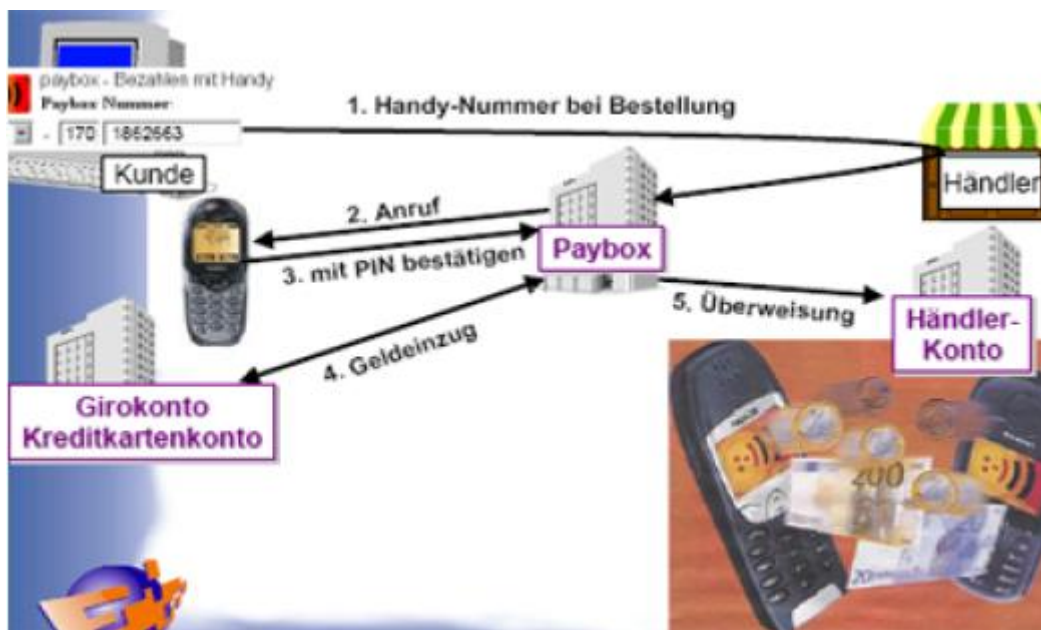 paybox - Bezahlen mit Handy
Paybox Nummer
- 170 1862663
1. Handy-Nummer bei Bestellung
Kunde
Händler
2. Anruf
Paybox
3. mit PIN bestätigen
5. Überweisung
Händler-
Konto
4. Geldeinzug
Girokonto
Kreditkartenkonto
200
20